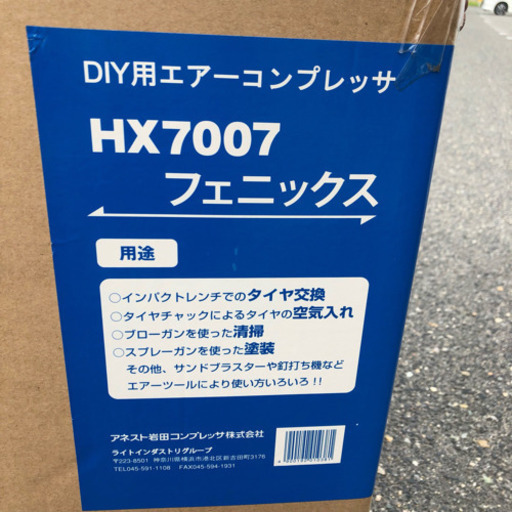 DIY用エアーコンプレッサ
HX7007
フェニックス
用途
○インパクトレンチでのタイヤ交換
○タイヤチャックによるタイヤの空気入れ
○ブローガンを使った清掃
○スプレーガンを使った塗装
その他、サンドブラスターや釘打ち機など
エアーツールにより使い方いろいろ!!
アネスト岩田コンプレッサ株式会社
ライトインダストリグループ
〒223-8501 神奈川県横浜市港北区新吉田町3176
TEL045-591-1108 FAX045-594-1931